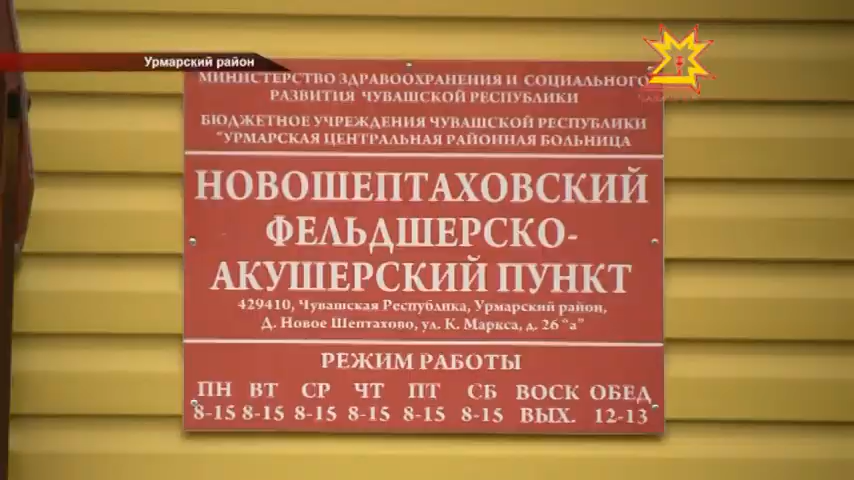 Урмарский район
МИНИСТЕРСТВО ЗДРАВООХРАНЕНИЯ И СОЦИАЛЬНОГО
РАЗВИТИЯ ЧУВАШСКОЙ РЕСПУБЛИКИ
БЮДЖЕТНОЕ УЧРЕЖДЕНИЯ ЧУВАШСКОЙ РЕСПУБЛИКИ
"УРМАРСКАЯ ЦЕНТРАЛЬНАЯ РАЙОННАЯ БОЛЬНИЦА
НОВОШЕПТАХОВСКИЙ
ФЕЛЬДШЕРСКО-
АКУШЕРСКИЙ ПУНКТ
429410, Чувашская Республика, Урмарский район,
Д. Новое Шептахово, ул. К. Маркса, д. 26 "а"
РЕЖИМ РАБОТЫ
ПН ВТ СР ЧТ ПТ СБ ВОСК ОБЕД
8-15 8-15 8-15 8-15 8-15 8-15 ВЫХ. 12-13